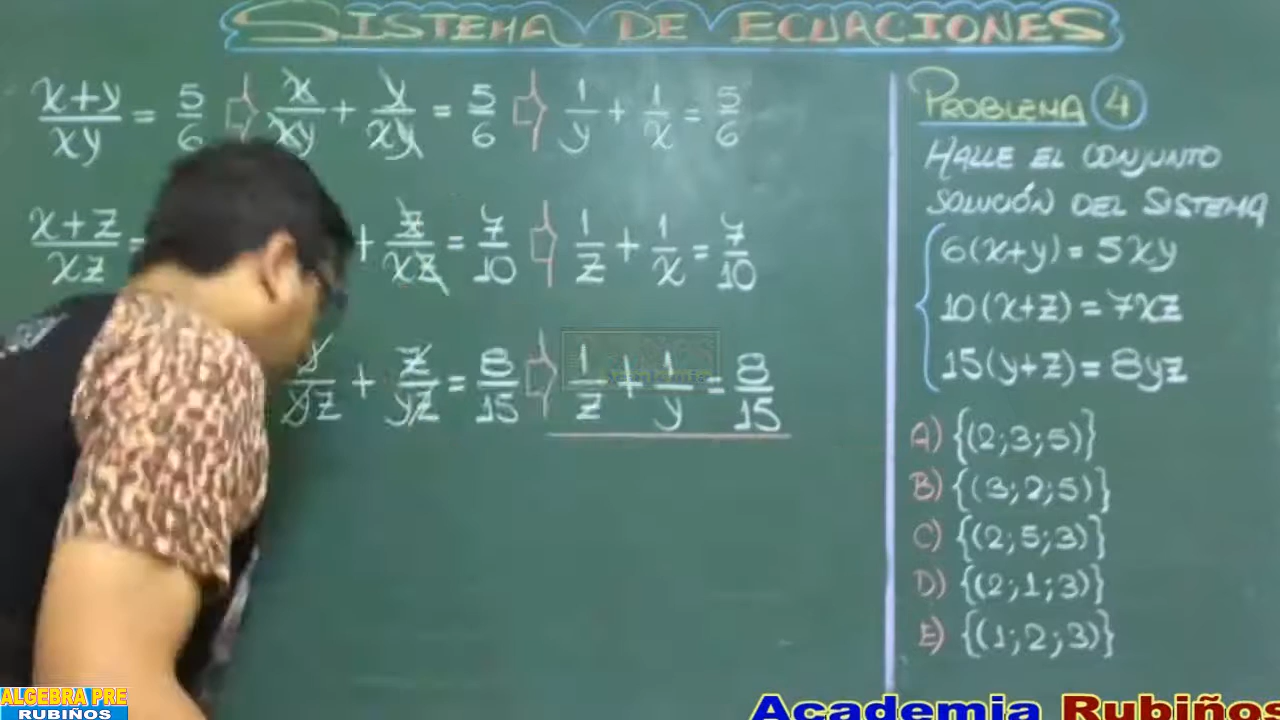 SISTEMA DE ECUACIONES
x+y/xy = 5/6 ⇒ x/xy + y/xy = 5/6 ⇒ 1/y + 1/x = 5/6
x+z/xz = + z/xz = 7/10 ⇒ 1/z + 1/x = 7/10
y/yz + z/yz = 8/15 ⇒ 1/z + 1/y = 8/15
PROBLEMA 4
HALLE EL CONJUNTO
SOLUCIÓN DEL SISTEMA
6(x+y) = 5xy
10(x+z) = 7xz
15(y+z) = 8yz
A) {(2;3;5)}
B) {(3;2;5)}
C) {(2;5;3)}
D) {(2;1;3)}
E) {(1;2;3)}
ALGEBRA PRE
RUBIÑOS
Academia Rubiños